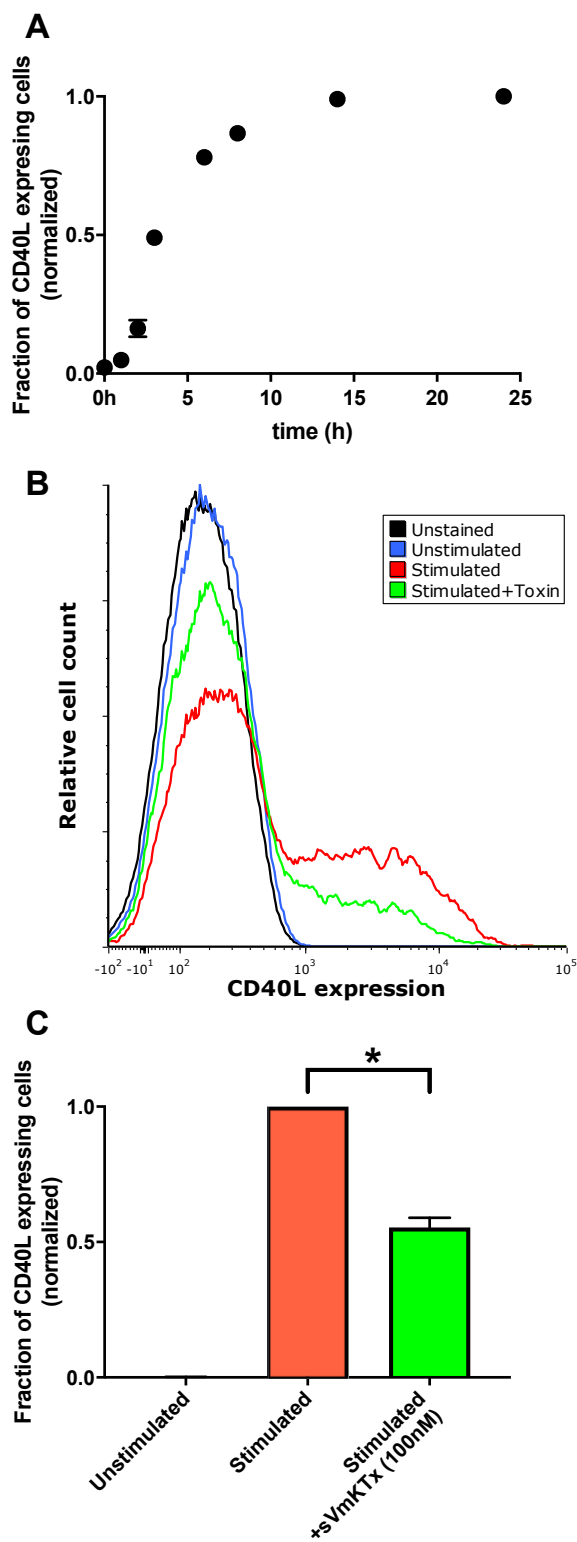 A
Fraction of CD40L expresing cells
(normalized)
1.0
0.5
0.0
0h
5
10
15
20
25
time (h)
B
Relative cell count
Unstained
Unstimulated
Stimulated
Stimulated+Toxin
-10² -10¹ 10² 10³ 10⁴ 10⁵
CD40L expression
C
Fraction of CD40L expressing cells
(normalized)
*
1.0
0.5
0.0
Unstimulated
Stimulated
Stimulated
+sVmKTx (100nM)